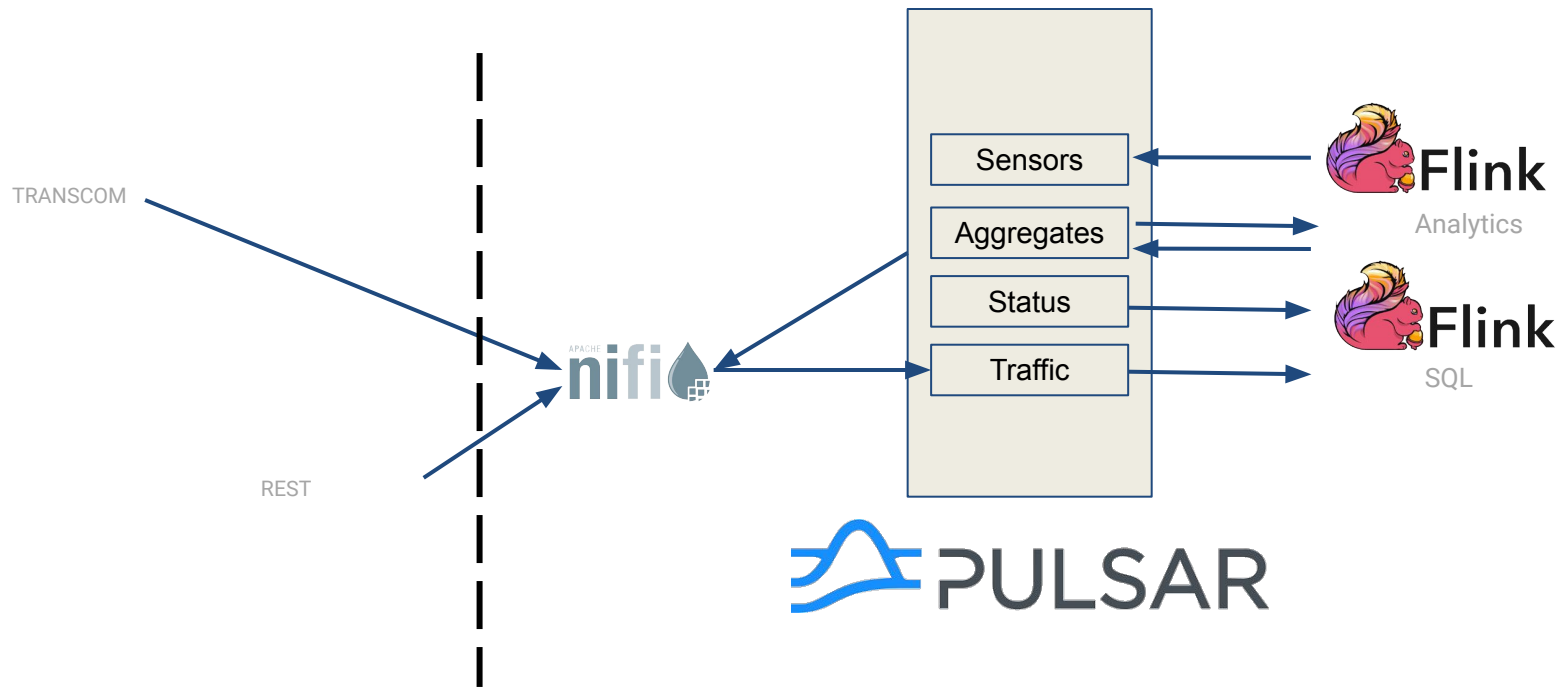 TRANSCOM
REST
APACHE
nifi
Sensors
Aggregates
Status
Traffic
Flink
Analytics
Flink
SQL
PULSAR